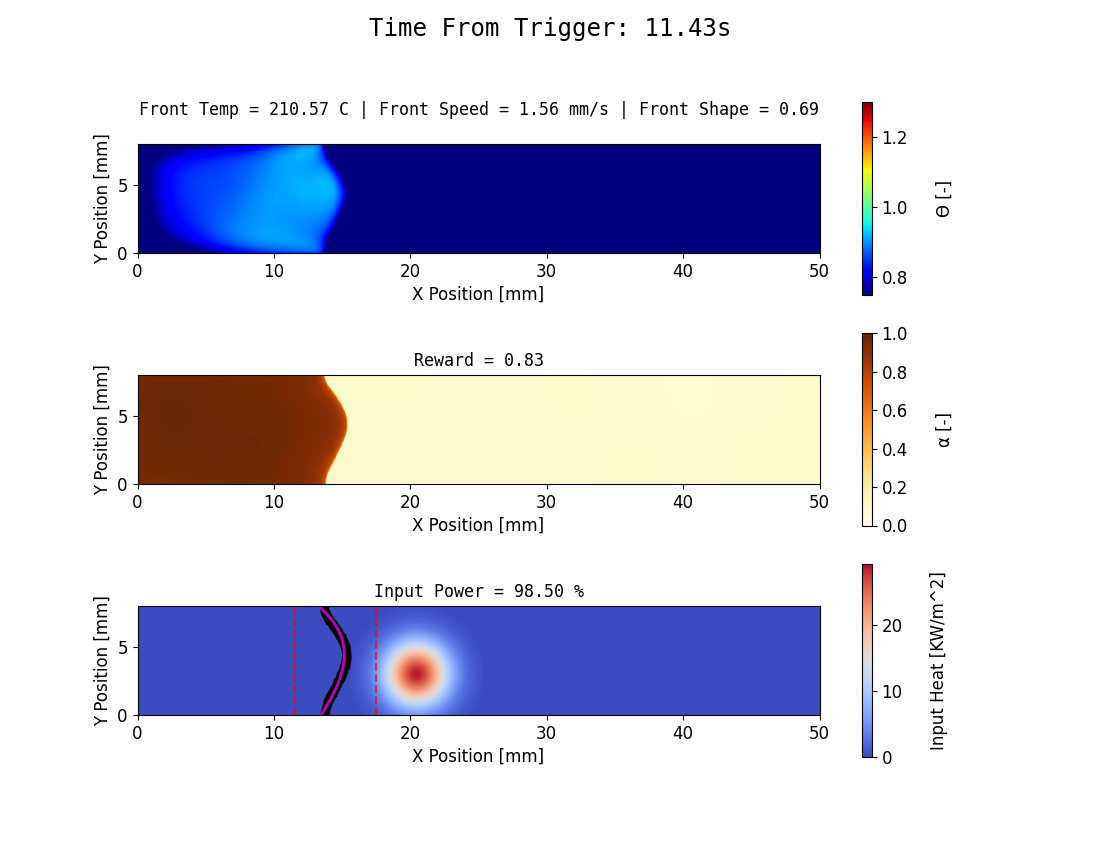 Time From Trigger: 11.43s
Front Temp = 210.57 C | Front Speed = 1.56 mm/s | Front Shape = 0.69
Y Position [mm]
5
0
0 10 20 30 40 50
X Position [mm]
1.2
1.0
0.8
Θ [-]
Reward = 0.83
Y Position [mm]
5
0
0 10 20 30 40 50
X Position [mm]
1.0
0.8
0.6
0.4
0.2
0.0
α [-]
Input Power = 98.50 %
Y Position [mm]
5
0
0 10 20 30 40 50
X Position [mm]
20
10
0
Input Heat [KW/m^2]